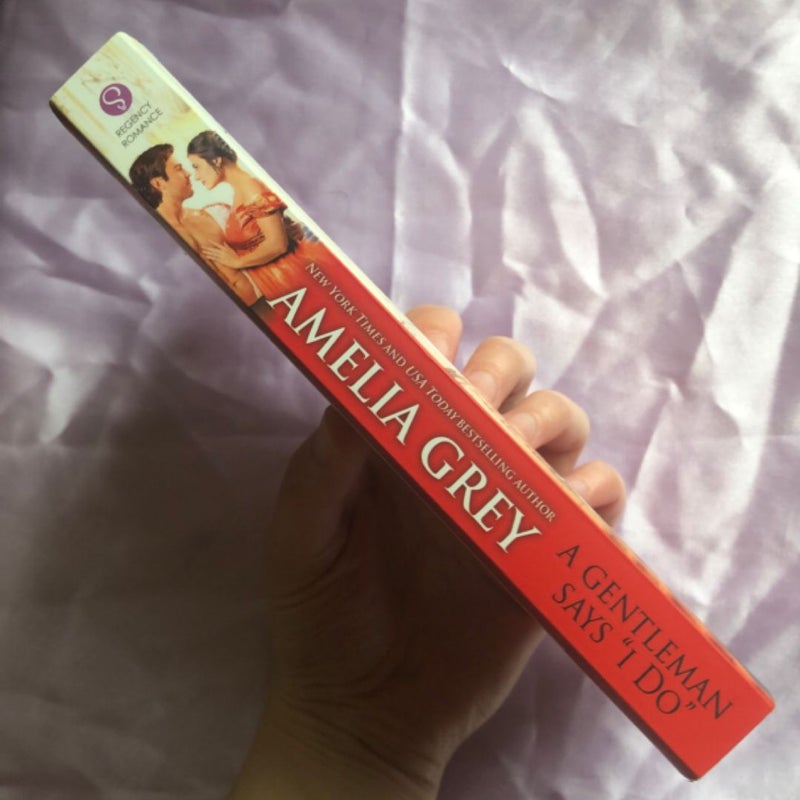 REGENCY
ROMANCE
NEW YORK TIMES AND USA TODAY BESTSELLING AUTHOR
AMELIA GREY
A GENTLEMAN
SAYS "I DO"